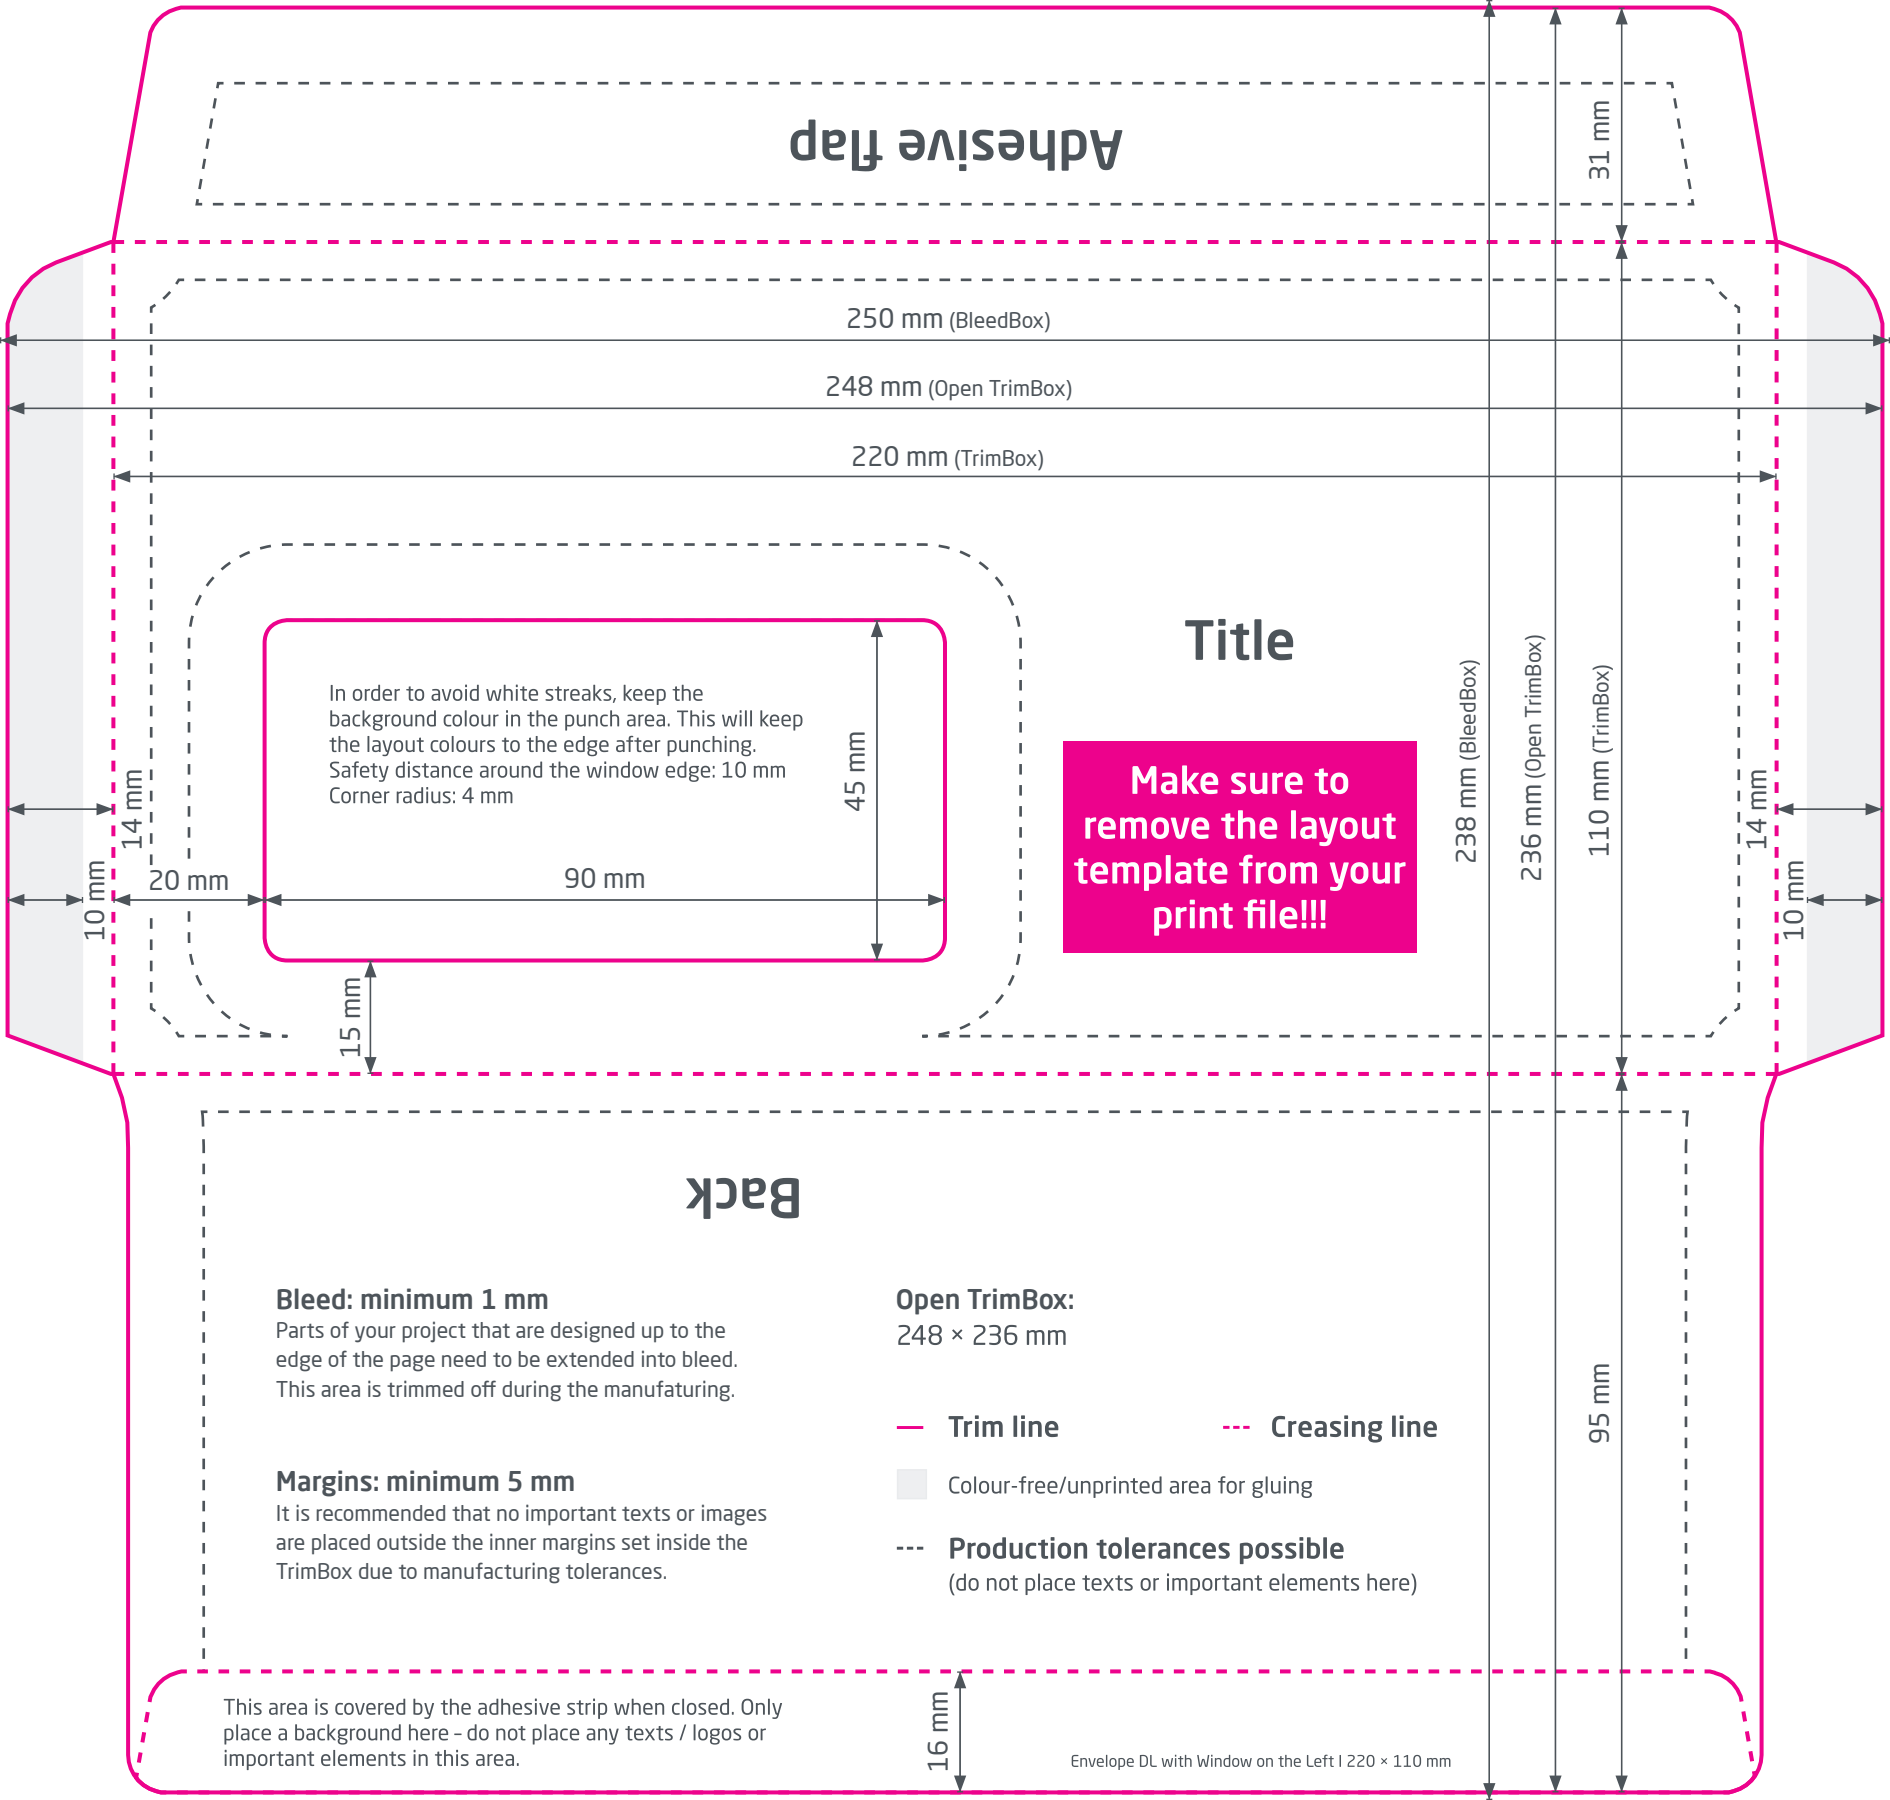 Adhesive flap
31 mm
250 mm (BleedBox)
248 mm (Open TrimBox)
220 mm (TrimBox)
Title
In order to avoid white streaks, keep the
background colour in the punch area. This will keep
the layout colours to the edge after punching.
Safety distance around the window edge: 10 mm
Corner radius: 4 mm
45 mm
90 mm
20 mm
14 mm
10 mm
15 mm
Make sure to
remove the layout
template from your
print file!!!
238 mm (BleedBox)
236 mm (Open TrimBox)
110 mm (TrimBox)
14 mm
10 mm
Back
Bleed: minimum 1 mm
Parts of your project that are designed up to the
edge of the page need to be extended into bleed.
This area is trimmed off during the manufaturing.
Margins: minimum 5 mm
It is recommended that no important texts or images
are placed outside the inner margins set inside the
TrimBox due to manufacturing tolerances.
Open TrimBox:
248 × 236 mm
Trim line
Creasing line
Colour-free/unprinted area for gluing
Production tolerances possible
(do not place texts or important elements here)
95 mm
This area is covered by the adhesive strip when closed. Only
place a background here – do not place any texts / logos or
important elements in this area.
16 mm
Envelope DL with Window on the Left I 220 × 110 mm